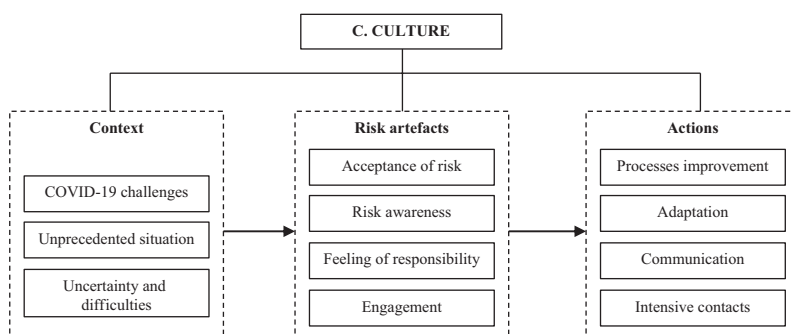 C. CULTURE
Context
COVID-19 challenges
Unprecedented situation
Uncertainty and
difficulties
Risk artefacts
Acceptance of risk
Risk awareness
Feeling of responsibility
Engagement
Actions
Processes improvement
Adaptation
Communication
Intensive contacts